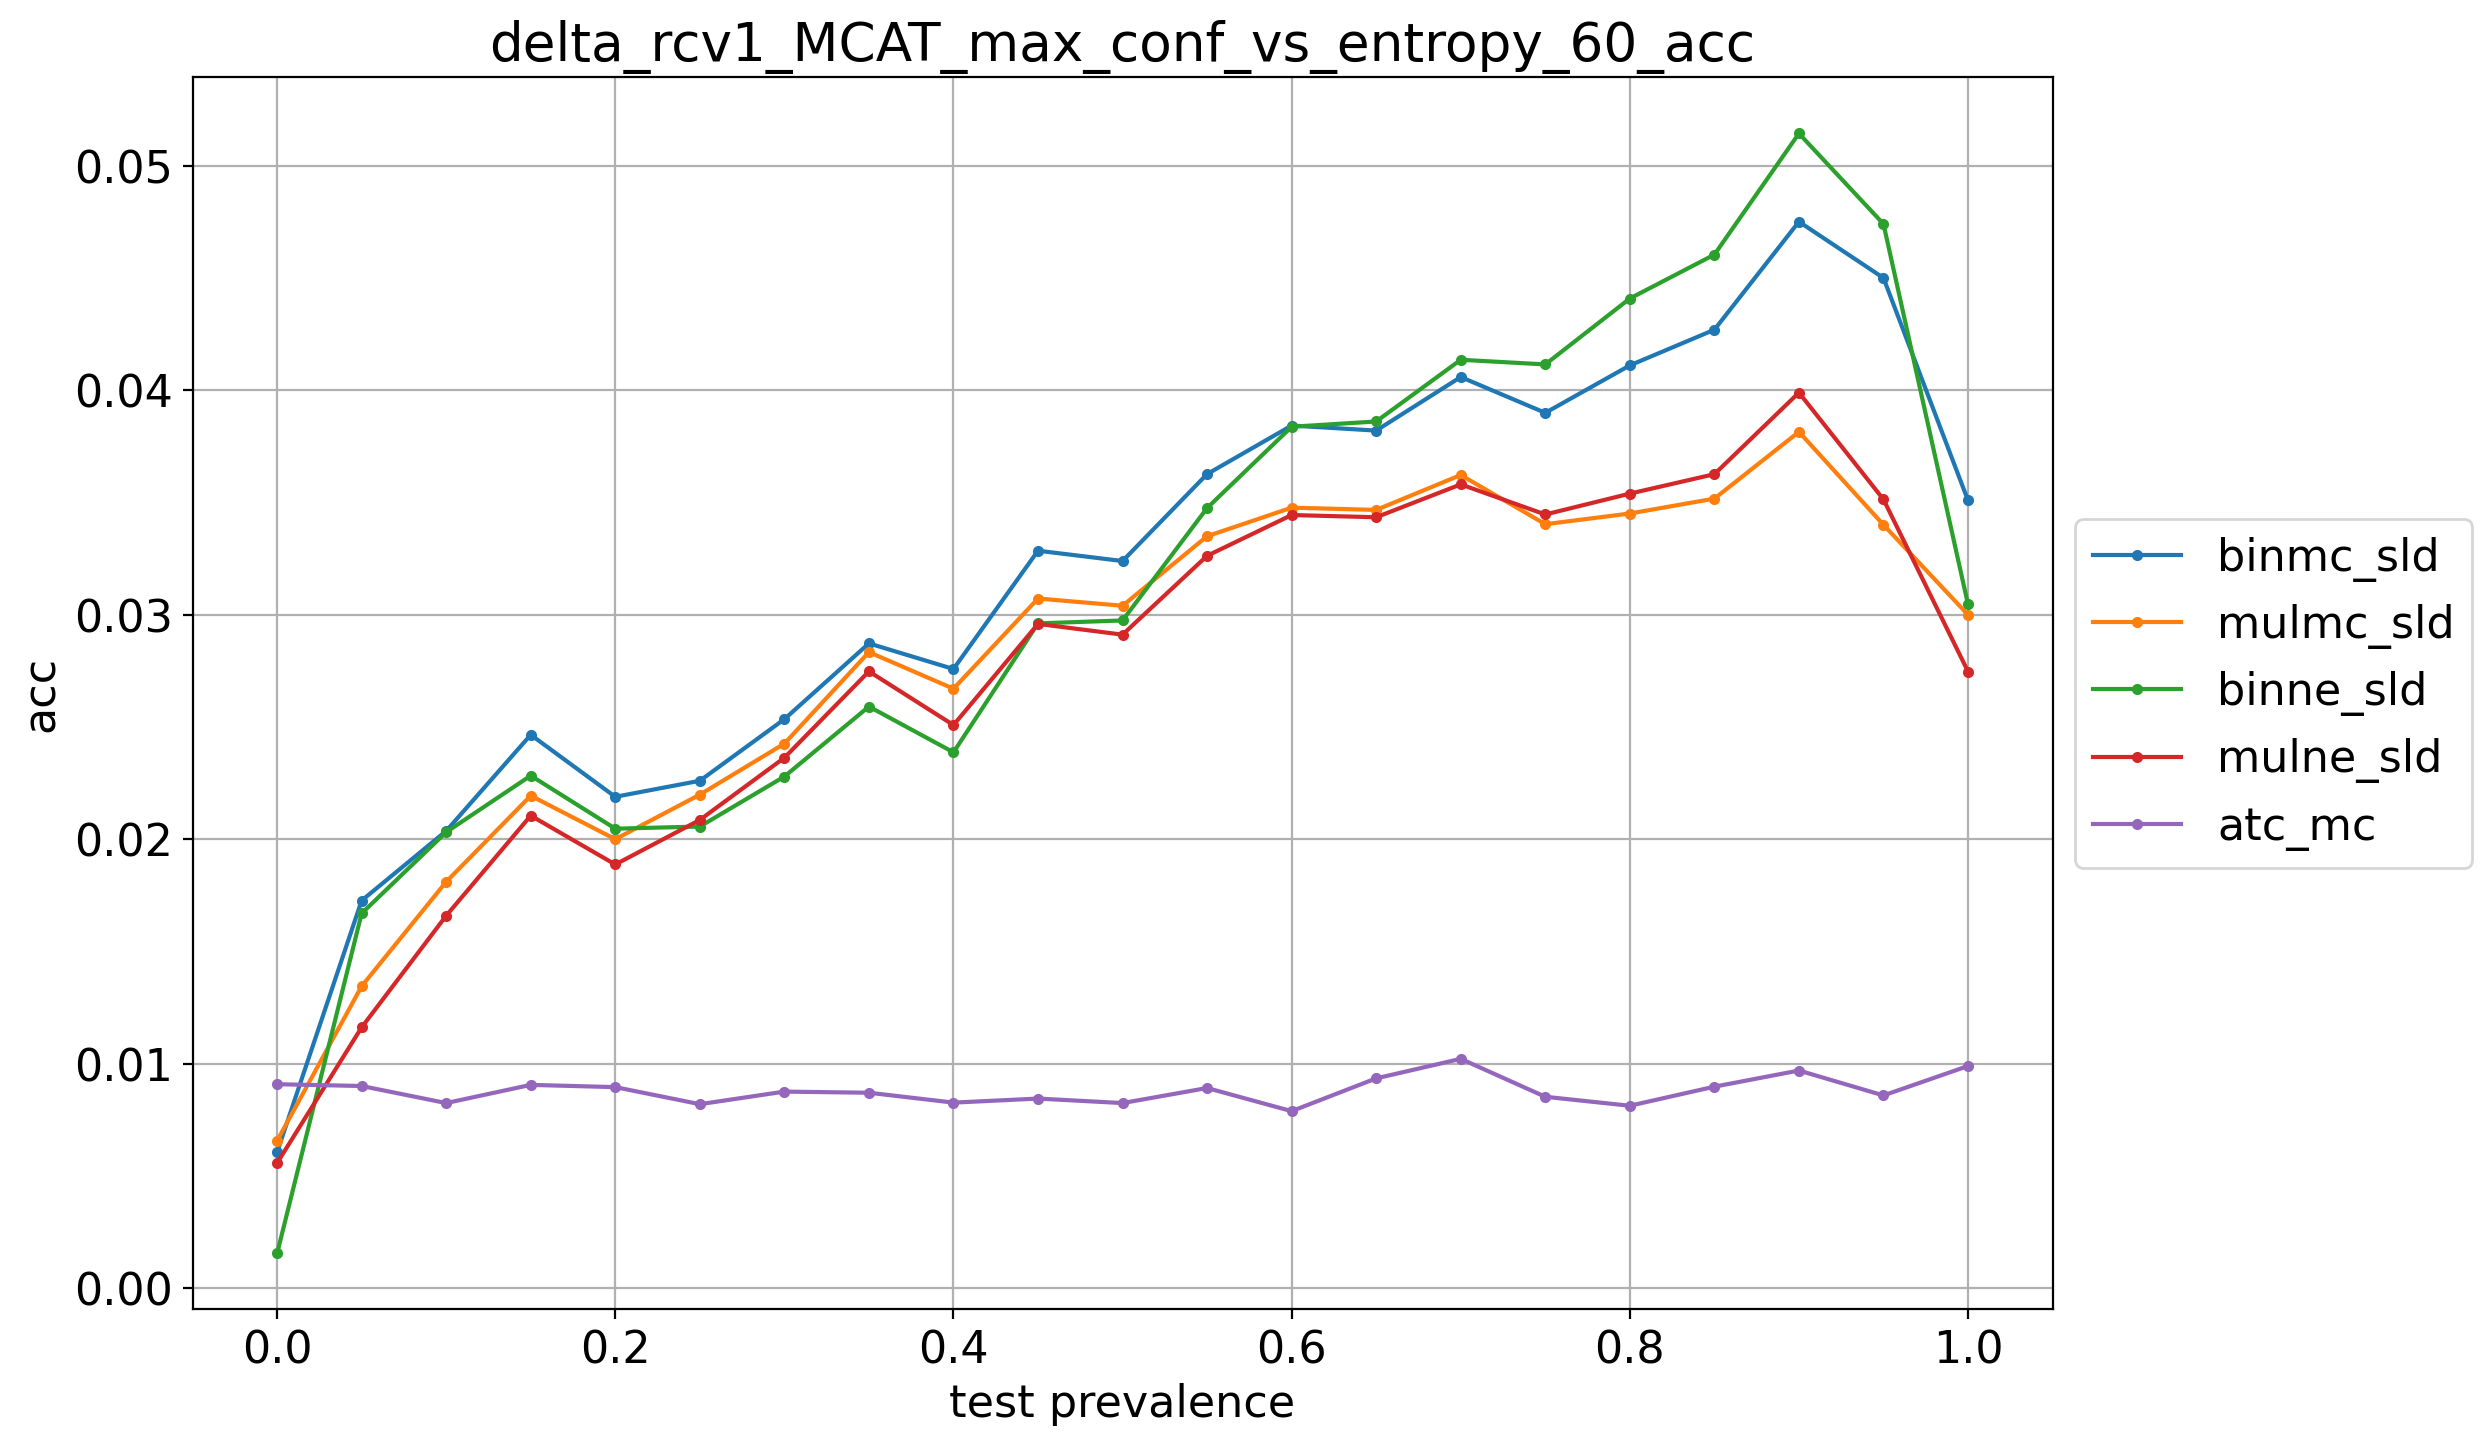 delta_rcv1_MCAT_max_conf_vs_entropy_60_acc
0.05
0.04
0.03
0.02
0.01
0.00
acc
0.0 0.2 0.4 0.6 0.8 1.0
test prevalence
binmc_sld
mulmc_sld
binne_sld
mulne_sld
atc_mc